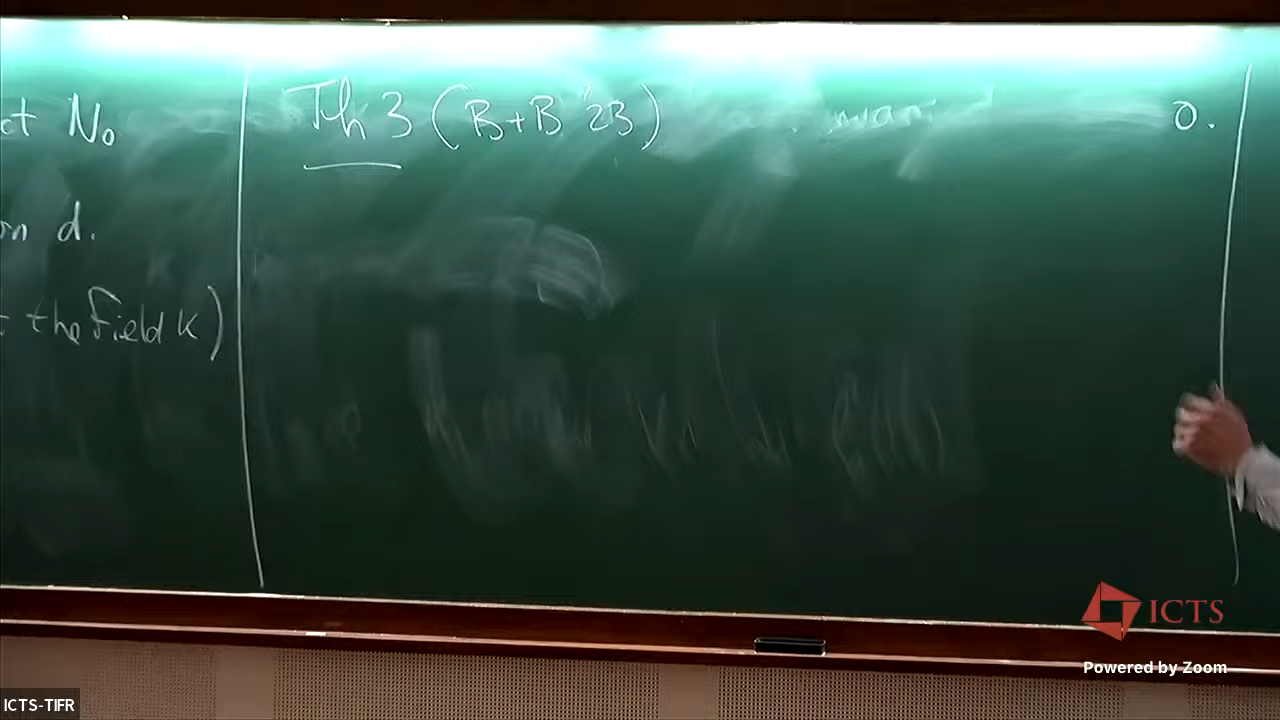 ct N₀
on d.
t the field k)
Th 3 (B+B '23)
0.
ICTS
Powered by Zoom
ICTS-TIFR